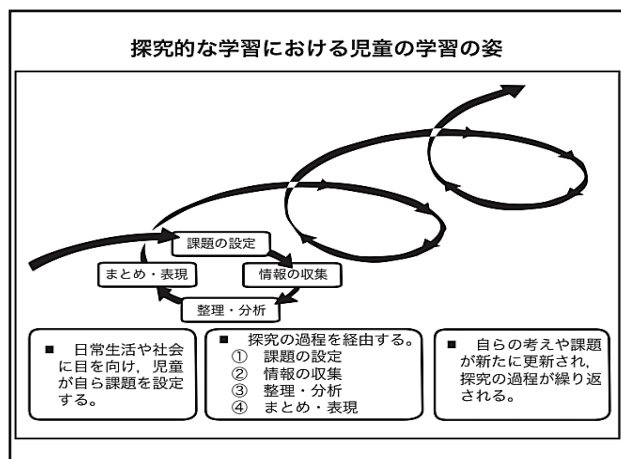 探究的な学習における児童の学習の姿
課題の設定
まとめ・表現
情報の収集
整理・分析
■ 日常生活や社会
に目を向け，児童
が自ら課題を設定
する。
■ 探究の過程を経由する。
① 課題の設定
② 情報の収集
③ 整理・分析
④ まとめ・表現
■ 自らの考えや課題
が新たに更新され，
探究の過程が繰り返
される。